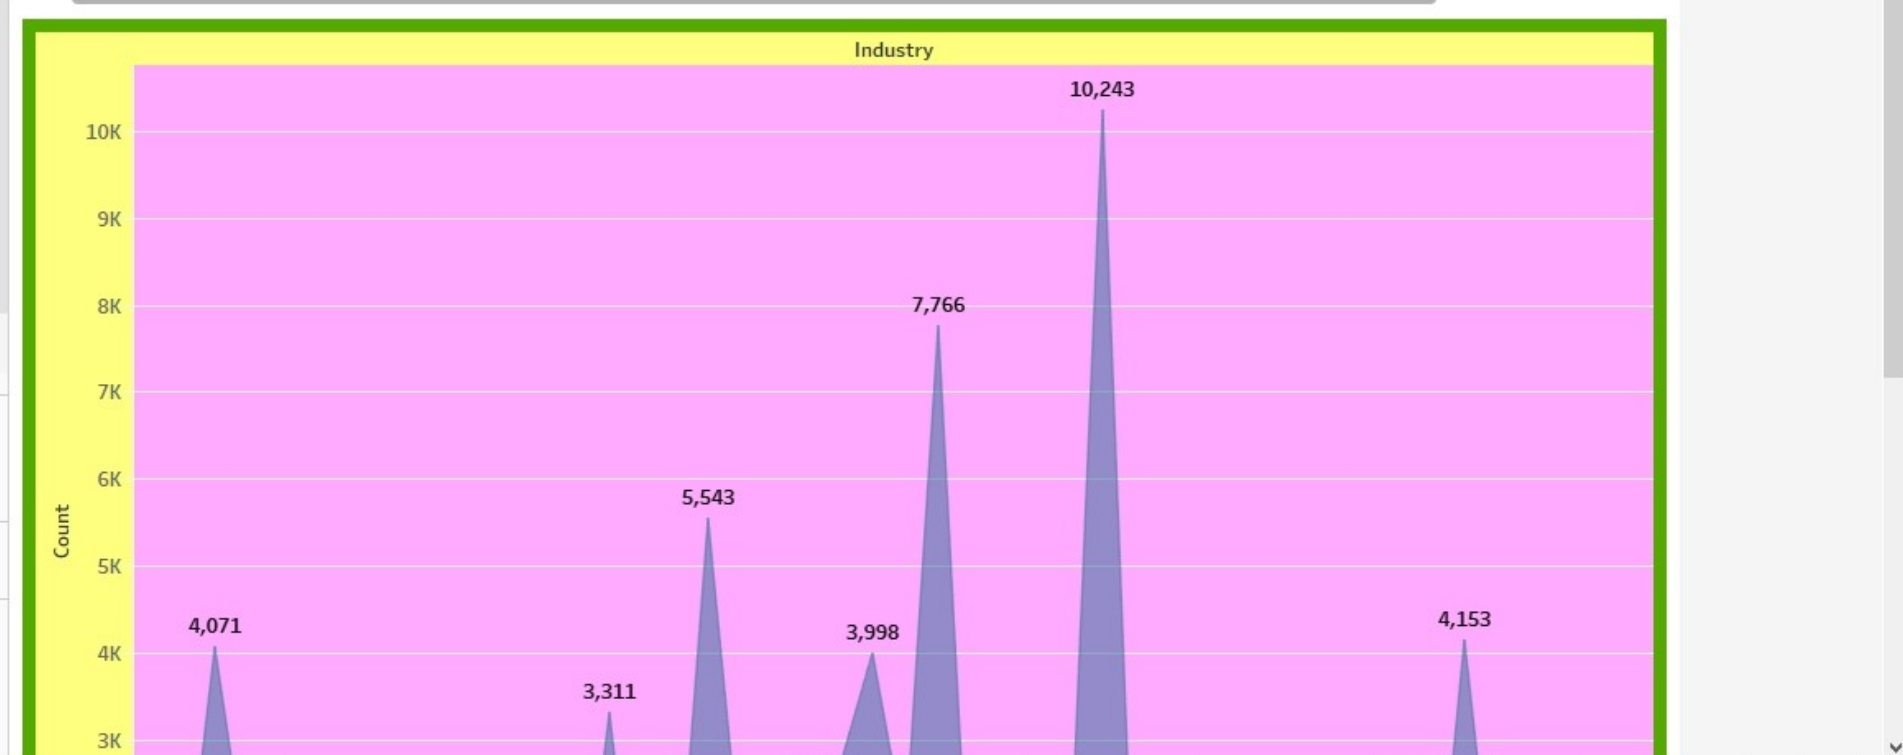 Industry
10,243
10K
9K
8K
7,766
7K
6K
5,543
Count
5K
4,071
3,998
4,153
4K
3,311
3K